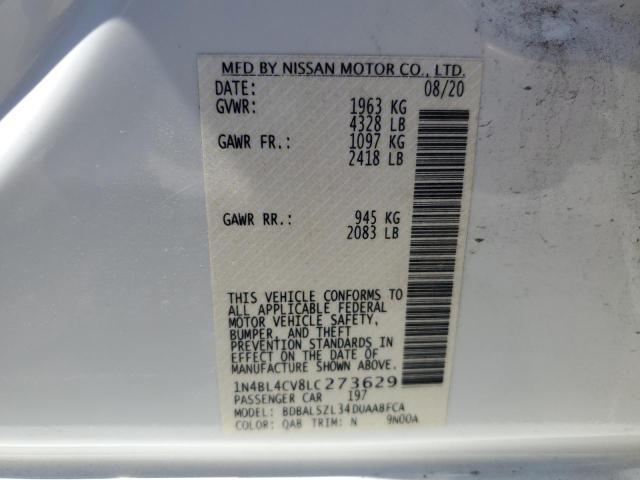 MFD BY NISSAN MOTOR CO., LTD.
DATE: 08/20
GVWR: 1963 KG
4328 LB
GAWR FR.: 1097 KG
2418 LB
GAWR RR.: 945 KG
2083 LB
THIS VEHICLE CONFORMS TO
ALL APPLICABLE FEDERAL
MOTOR VEHICLE SAFETY,
BUMPER, AND THEFT
PREVENTION STANDARDS IN
EFFECT ON THE DATE OF
MANUFACTURE SHOWN ABOVE.
1N4BL4CV8LC273629
PASSENGER CAR 197
MODEL: BDBALSZL34DUAABFCA
COLOR: QAB TRIM: N 9N00A